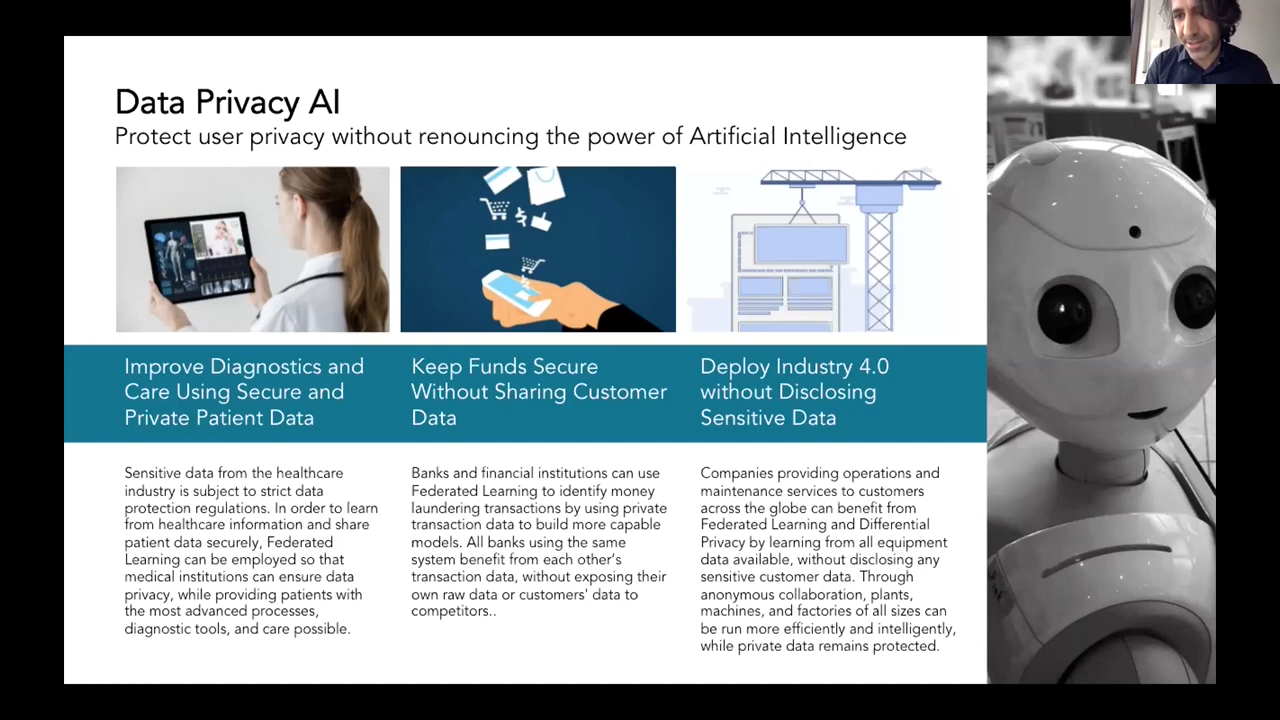 Data Privacy AI
Protect user privacy without renouncing the power of Artificial Intelligence
Improve Diagnostics and
Care Using Secure and
Private Patient Data
Keep Funds Secure
Without Sharing Customer
Data
Deploy Industry 4.0
without Disclosing
Sensitive Data
Sensitive data from the healthcare
industry is subject to strict data
protection regulations. In order to learn
from healthcare information and share
patient data securely, Federated
Learning can be employed so that
medical institutions can ensure data
privacy, while providing patients with
the most advanced processes,
diagnostic tools, and care possible.
Banks and financial institutions can use
Federated Learning to identify money
laundering transactions by using private
transaction data to build more capable
models. All banks using the same
system benefit from each other’s
transaction data, without exposing their
own raw data or customers' data to
competitors..
Companies providing operations and
maintenance services to customers
across the globe can benefit from
Federated Learning and Differential
Privacy by learning from all equipment
data available, without disclosing any
sensitive customer data. Through
anonymous collaboration, plants,
machines, and factories of all sizes can
be run more efficiently and intelligently,
while private data remains protected.